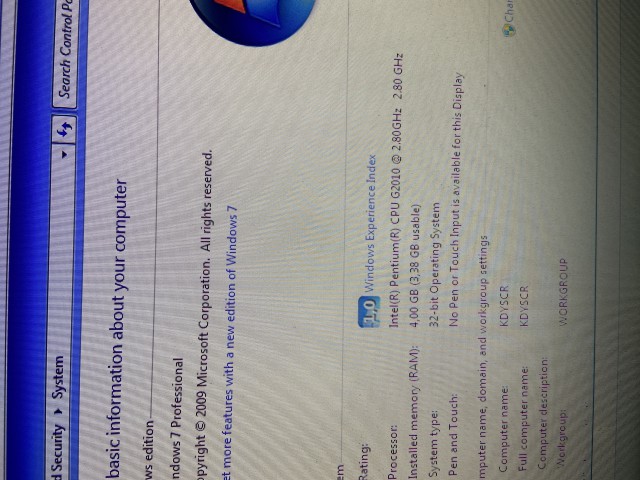 d Security ▸ System
Search Control Pa
basic information about your computer
ws edition
ndows 7 Professional
opyright © 2009 Microsoft Corporation. All rights reserved.
et more features with a new edition of Windows 7
em
Rating:
1,0 Windows Experience Index
Processor: Intel(R) Pentium(R) CPU G2010 @ 2.80GHz 2.80 GHz
Installed memory (RAM): 4,00 GB (3,38 GB usable)
System type: 32-bit Operating System
Pen and Touch: No Pen or Touch Input is available for this Display
mputer name, domain, and workgroup settings
Computer name: KDYSCR
Chan
Full computer name: KDYSCR
Computer description:
Workgroup: WORKGROUP